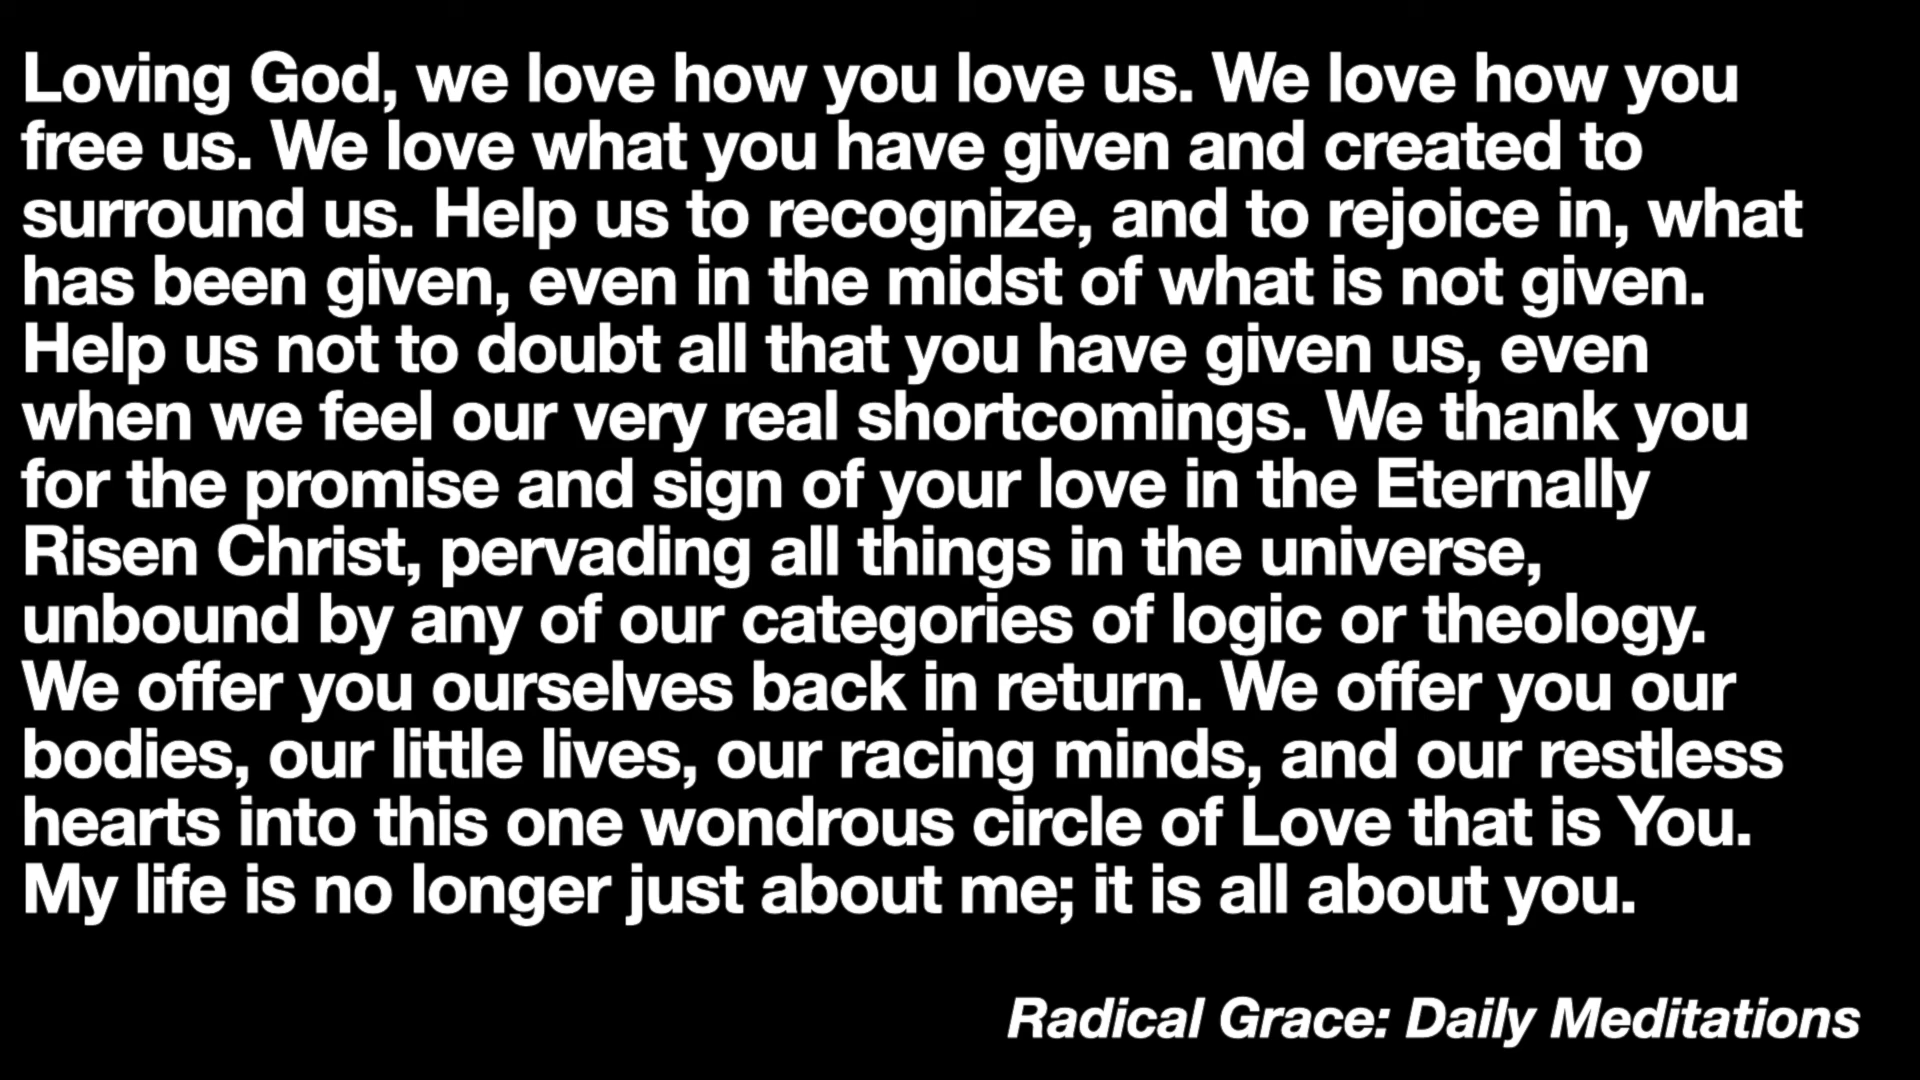 Loving God, we love how you love us. We love how you
free us. We love what you have given and created to
surround us. Help us to recognize, and to rejoice in, what
has been given, even in the midst of what is not given.
Help us not to doubt all that you have given us, even
when we feel our very real shortcomings. We thank you
for the promise and sign of your love in the Eternally
Risen Christ, pervading all things in the universe,
unbound by any of our categories of logic or theology.
We offer you ourselves back in return. We offer you our
bodies, our little lives, our racing minds, and our restless
hearts into this one wondrous circle of Love that is You.
My life is no longer just about me; it is all about you.
Radical Grace: Daily Meditations